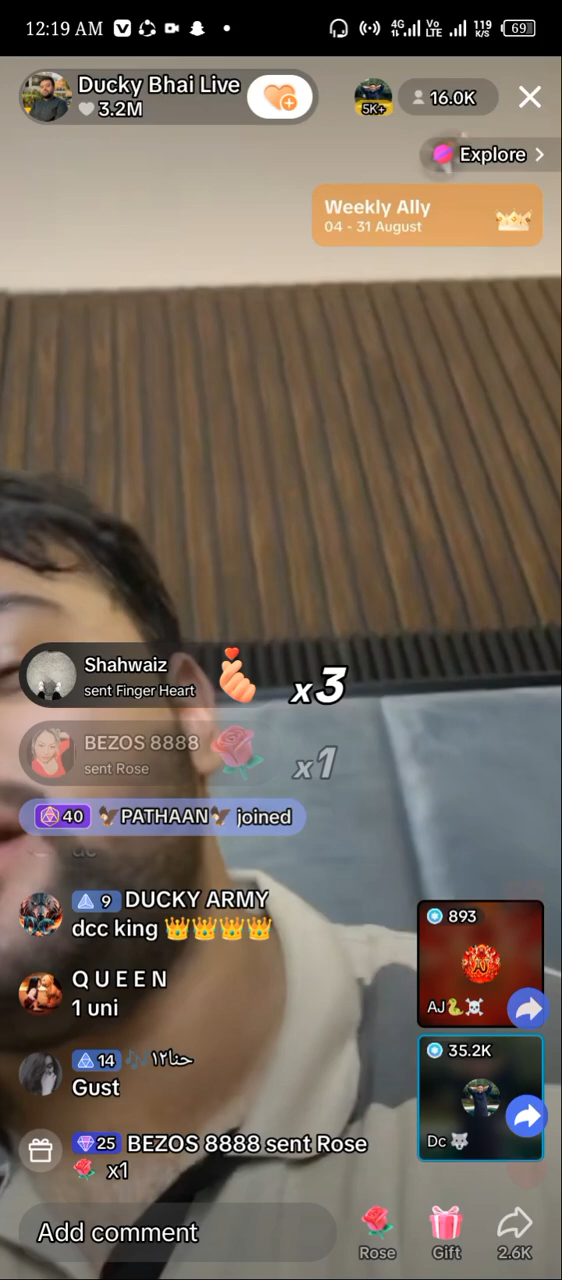 12:19 AM
4G
Vo
LTE
119
K/S
69
Ducky Bhai Live
3.2M
5K+
16.0K
Explore
Weekly Ally
04 - 31 August
Shahwaiz
sent Finger Heart
x3
BEZOS 8888
sent Rose
x1
40 🦅PATHAAN🦅 joined
9 DUCKY ARMY
dcc king 👑👑👑👑
893
AJ🐍☠️
Q U E E N
1 uni
14 🎶حنا١٢
Gust
35.2K
Dc🐺
25 BEZOS 8888 sent Rose
🌹 x1
Add comment
Rose
Gift
2.6K